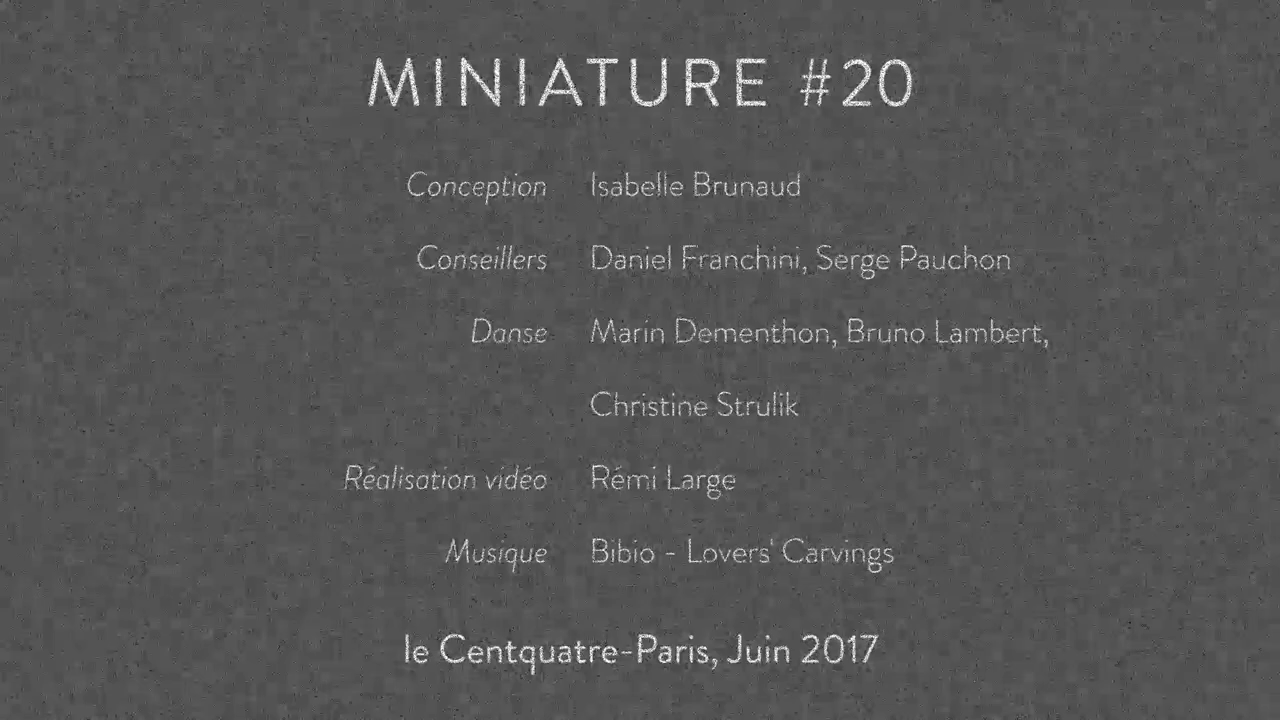 MINIATURE #20
Conception Isabelle Brunaud
Conseillers Daniel Franchini, Serge Pauchon
Danse Marin Dementhon, Bruno Lambert,
Christine Strulik
Réalisation vidéo Rémi Large
Musique Bibio - Lovers' Carvings
le Centquatre-Paris, Juin 2017